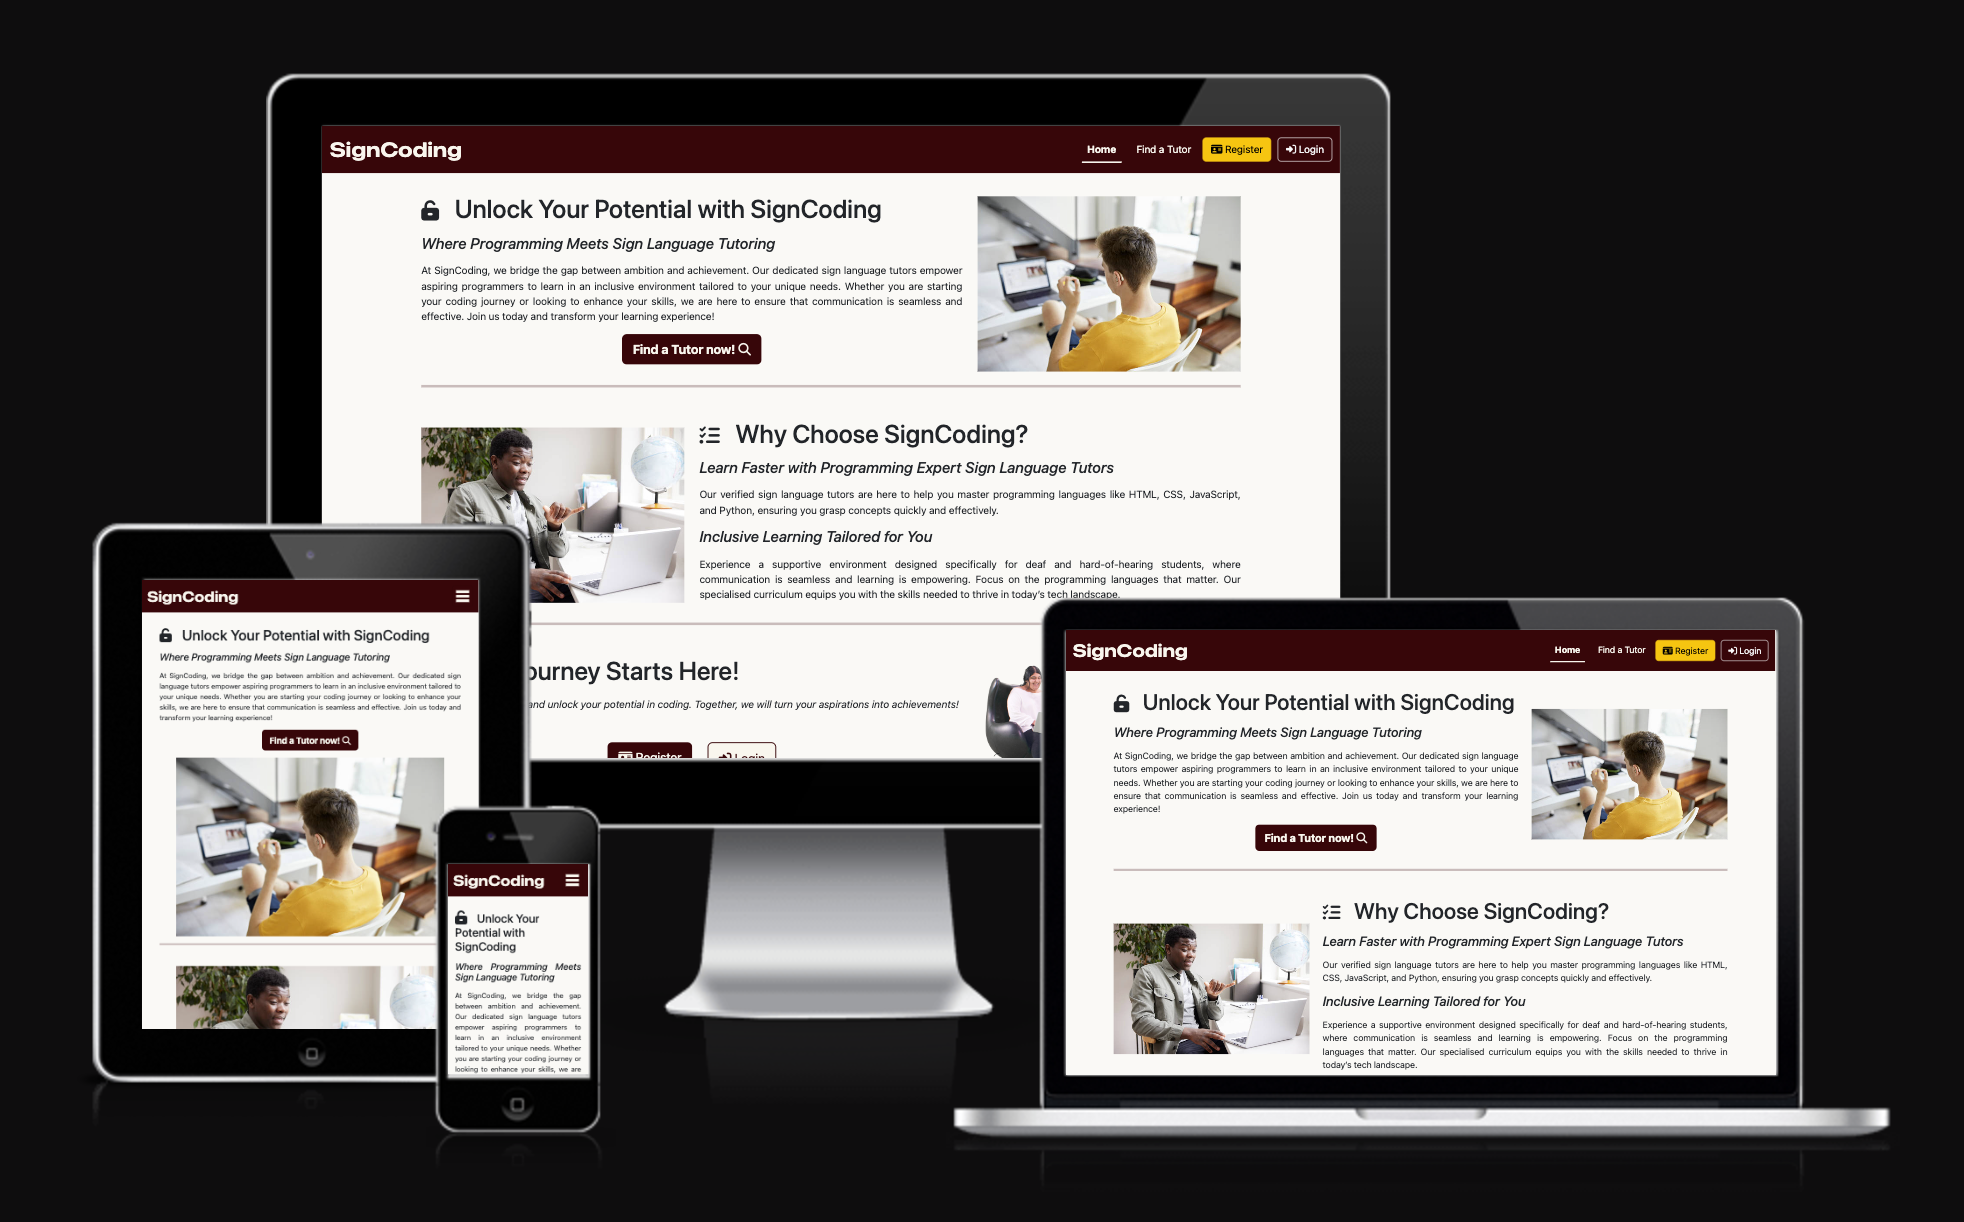 SignCoding
Home Find a Tutor Register Login
Unlock Your Potential with SignCoding
Where Programming Meets Sign Language Tutoring
At SignCoding, we bridge the gap between ambition and achievement. Our dedicated sign language tutors empower
aspiring programmers to learn in an inclusive environment tailored to your unique needs. Whether you are starting
your coding journey or looking to enhance your skills, we are here to ensure that communication is seamless and
effective. Join us today and transform your learning experience!
Find a Tutor now!
Why Choose SignCoding?
Learn Faster with Programming Expert Sign Language Tutors
Our verified sign language tutors are here to help you master programming languages like HTML, CSS, JavaScript,
and Python, ensuring you grasp concepts quickly and effectively.
Inclusive Learning Tailored for You
Experience a supportive environment designed specifically for deaf and hard-of-hearing students, where
communication is seamless and learning is empowering. Focus on the programming languages that matter. Our
specialised curriculum equips you with the skills needed to thrive in today's tech landscape.
ourney Starts Here!
and unlock your potential in coding. Together, we will turn your aspirations into achievements!
Register Login
SignCoding
Unlock Your Potential with SignCoding
Where Programming Meets Sign Language Tutoring
At SignCoding, we bridge the gap between ambition and achievement. Our dedicated sign
language tutors empower aspiring programmers to learn in an inclusive environment tailored to
your unique needs. Whether you are starting your coding journey or looking to enhance your
skills, we are here to ensure that communication is seamless and effective. Join us today and
transform your learning experience!
Find a Tutor now!
SignCoding
Unlock Your
Potential with
SignCoding
Where Programming Meets
Sign Language Tutoring
At SignCoding, we bridge the gap
between ambition and achievement.
Our dedicated sign language tutors
empower aspiring programmers to
learn in an inclusive environment
tailored to your unique needs. Whether
you are starting your coding journey or
looking to enhance your skills, we are
SignCoding
Home Find a Tutor Register Login
Unlock Your Potential with SignCoding
Where Programming Meets Sign Language Tutoring
At SignCoding, we bridge the gap between ambition and achievement. Our dedicated sign language
tutors empower aspiring programmers to learn in an inclusive environment tailored to your unique
needs. Whether you are starting your coding journey or looking to enhance your skills, we are here to
ensure that communication is seamless and effective. Join us today and transform your learning
experience!
Find a Tutor now!
Why Choose SignCoding?
Learn Faster with Programming Expert Sign Language Tutors
Our verified sign language tutors are here to help you master programming languages like HTML,
CSS, JavaScript, and Python, ensuring you grasp concepts quickly and effectively.
Inclusive Learning Tailored for You
Experience a supportive environment designed specifically for deaf and hard-of-hearing students,
where communication is seamless and learning is empowering. Focus on the programming
languages that matter. Our specialised curriculum equips you with the skills needed to thrive in
today's tech landscape.